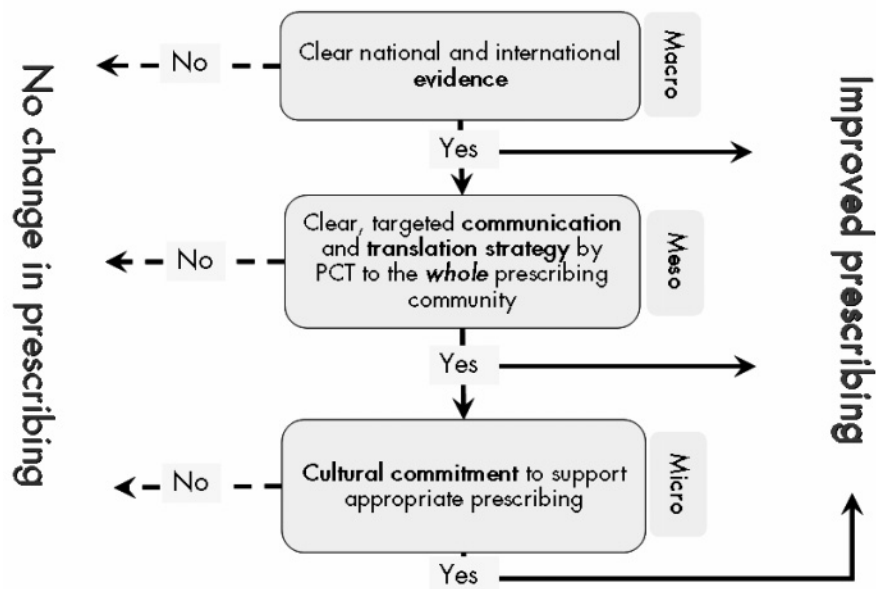 No change in prescribing
Clear national and international
evidence
Macro
No
Yes
Clear, targeted communication
and translation strategy by
PCT to the whole prescribing
community
Meso
No
Yes
Cultural commitment to support
appropriate prescribing
Micro
No
Yes
Improved prescribing